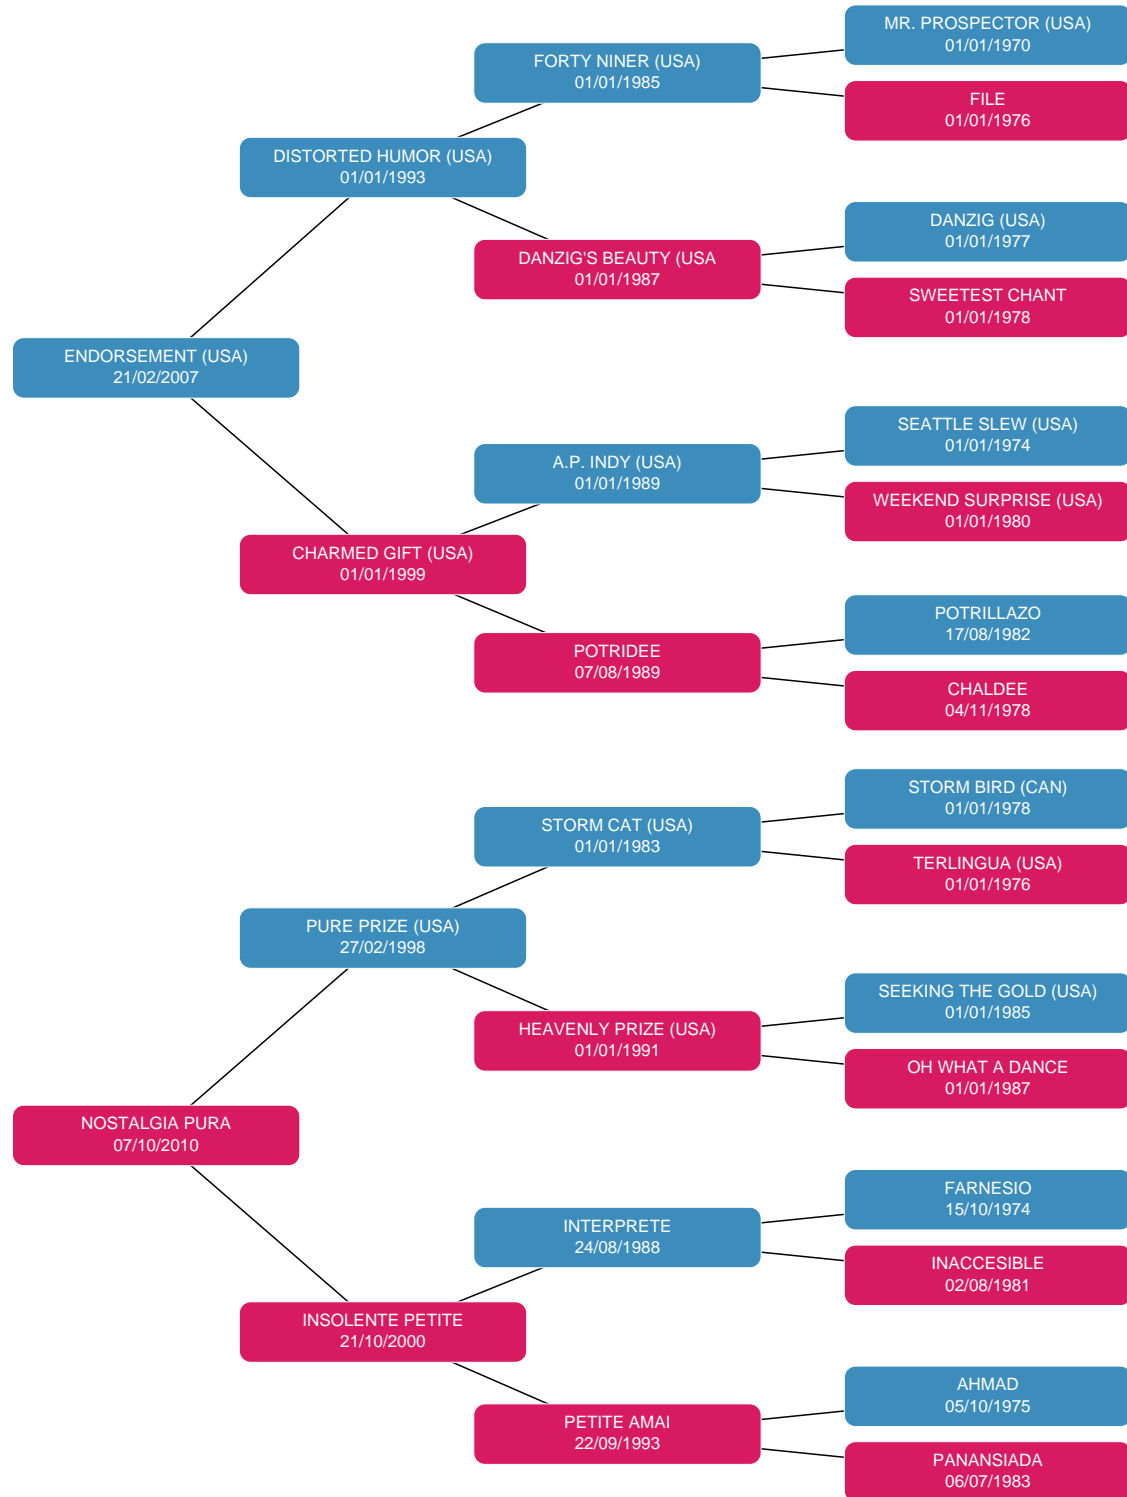 MR. PROSPECTOR (USA)
01/01/1970
FORTY NINER (USA)
01/01/1985
FILE
01/01/1976
DISTORTED HUMOR (USA)
01/01/1993
DANZIG (USA)
01/01/1977
DANZIG'S BEAUTY (USA
01/01/1987
SWEETEST CHANT
01/01/1978
ENDORSEMENT (USA)
21/02/2007
SEATTLE SLEW (USA)
01/01/1974
A.P. INDY (USA)
01/01/1989
WEEKEND SURPRISE (USA)
01/01/1980
CHARMED GIFT (USA)
01/01/1999
POTRILLAZO
17/08/1982
POTRIDEE
07/08/1989
CHALDEE
04/11/1978
STORM BIRD (CAN)
01/01/1978
STORM CAT (USA)
01/01/1983
TERLINGUA (USA)
01/01/1976
PURE PRIZE (USA)
27/02/1998
SEEKING THE GOLD (USA)
01/01/1985
HEAVENLY PRIZE (USA)
01/01/1991
OH WHAT A DANCE
01/01/1987
NOSTALGIA PURA
07/10/2010
FARNESIO
15/10/1974
INTERPRETE
24/08/1988
INACCESIBLE
02/08/1981
INSOLENTE PETITE
21/10/2000
AHMAD
05/10/1975
PETITE AMAI
22/09/1993
PANANSIADA
06/07/1983